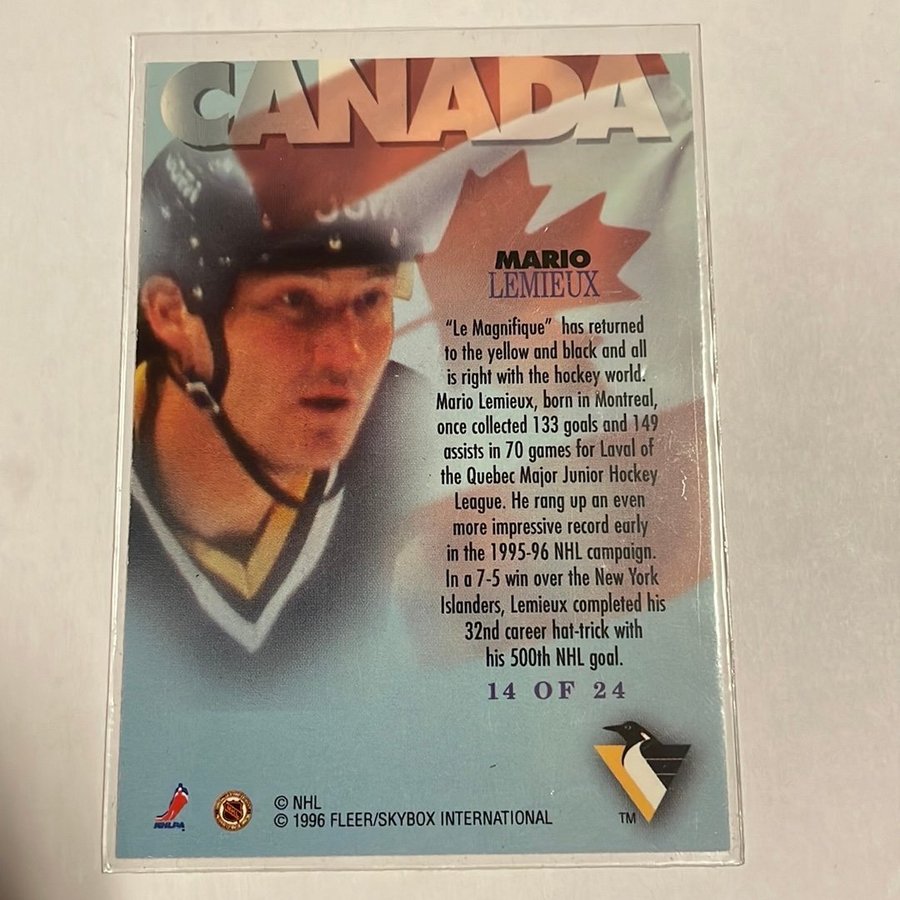 CANADA
MARIO
LEMIEUX
"Le Magnifique" has returned
to the yellow and black and all
is right with the hockey world.
Mario Lemieux, born in Montreal,
once collected 133 goals and 149
assists in 70 games for Laval of
the Quebec Major Junior Hockey
League. He rang up an even
more impressive record early
in the 1995-96 NHL campaign.
In a 7-5 win over the New York
Islanders, Lemieux completed his
32nd career hat-trick with
his 500th NHL goal.
14 OF 24
TM
NHLPA
© NHL
© 1996 FLEER/SKYBOX INTERNATIONAL